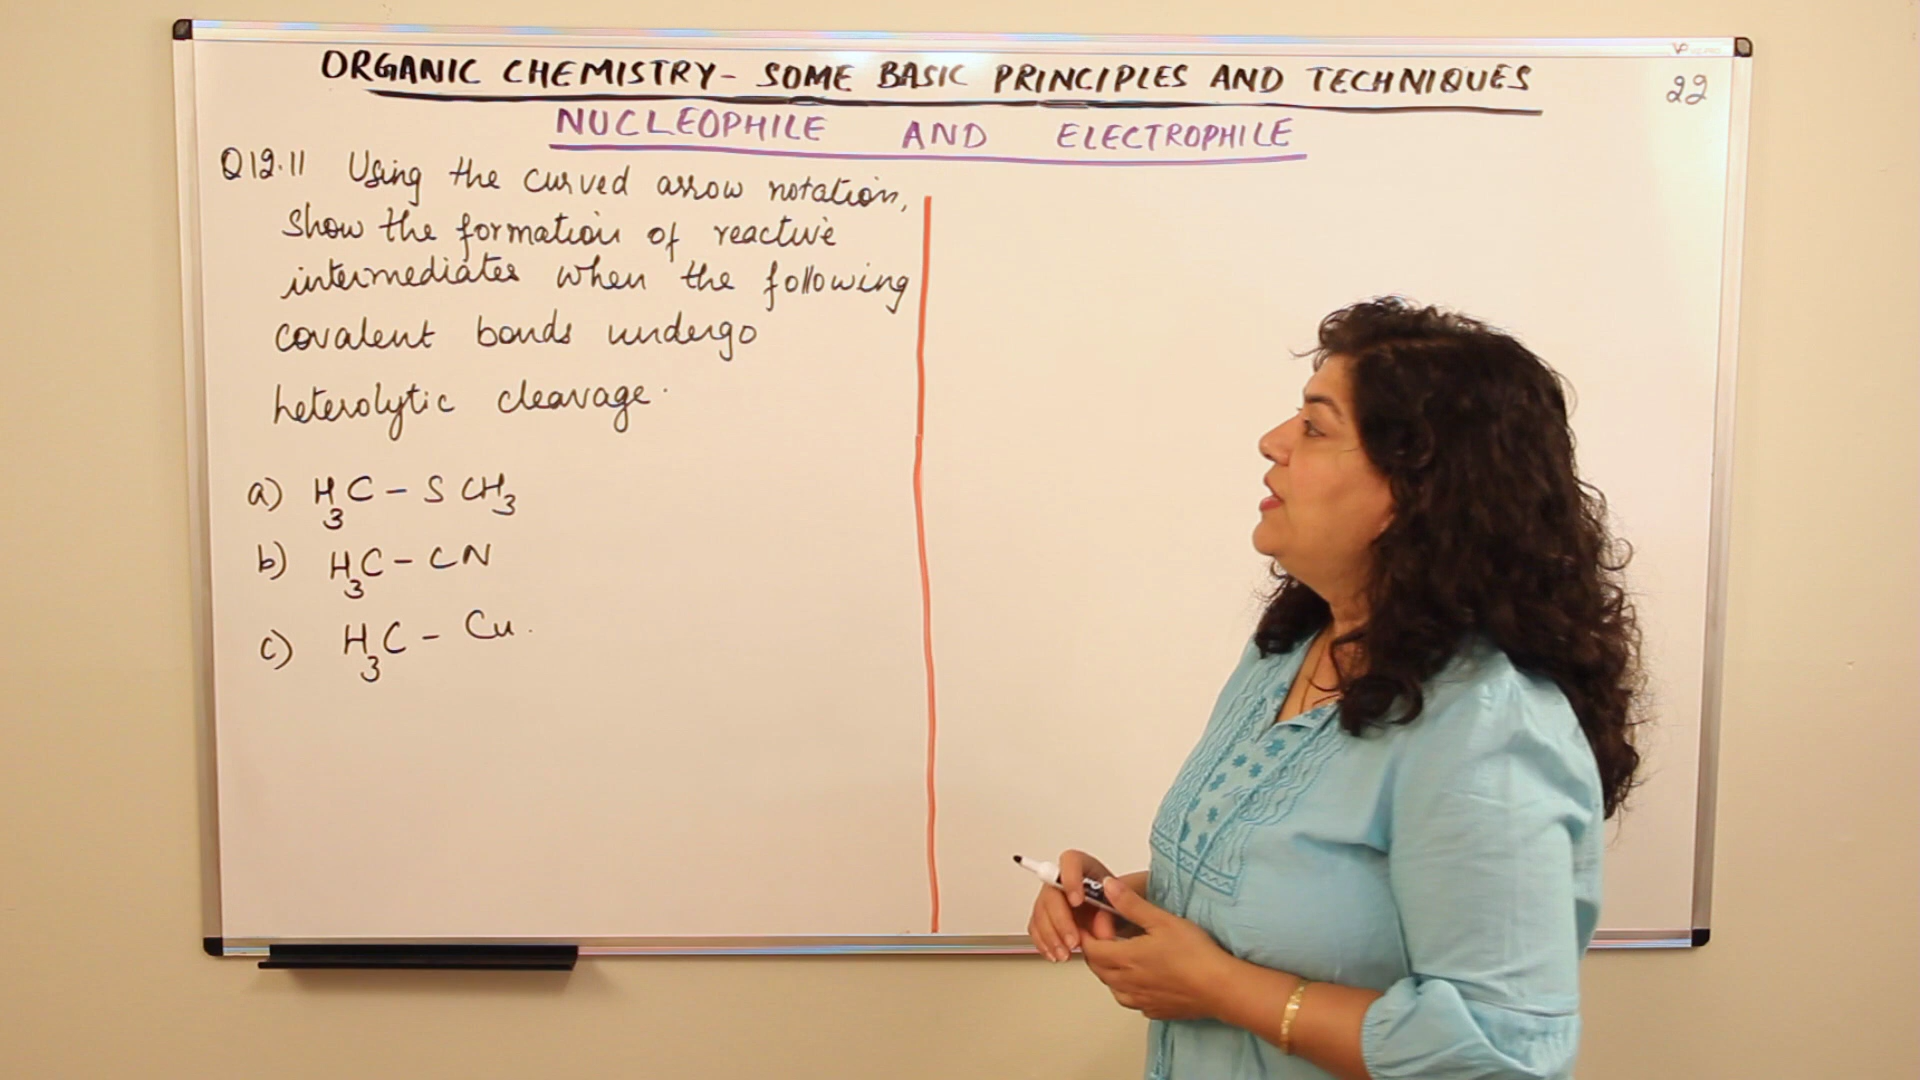 ORGANIC CHEMISTRY- SOME BASIC PRINCIPLES AND TECHNIQUES
22
NUCLEOPHILE AND ELECTROPHILE
Q12.11 Using the curved arrow notation,
Show the formation of reactive
intermediates when the following
covalent bonds undergo
heterolytic cleavage.
a) H3C - SCH3
b) H3C - CN
c) H3C - Cu.